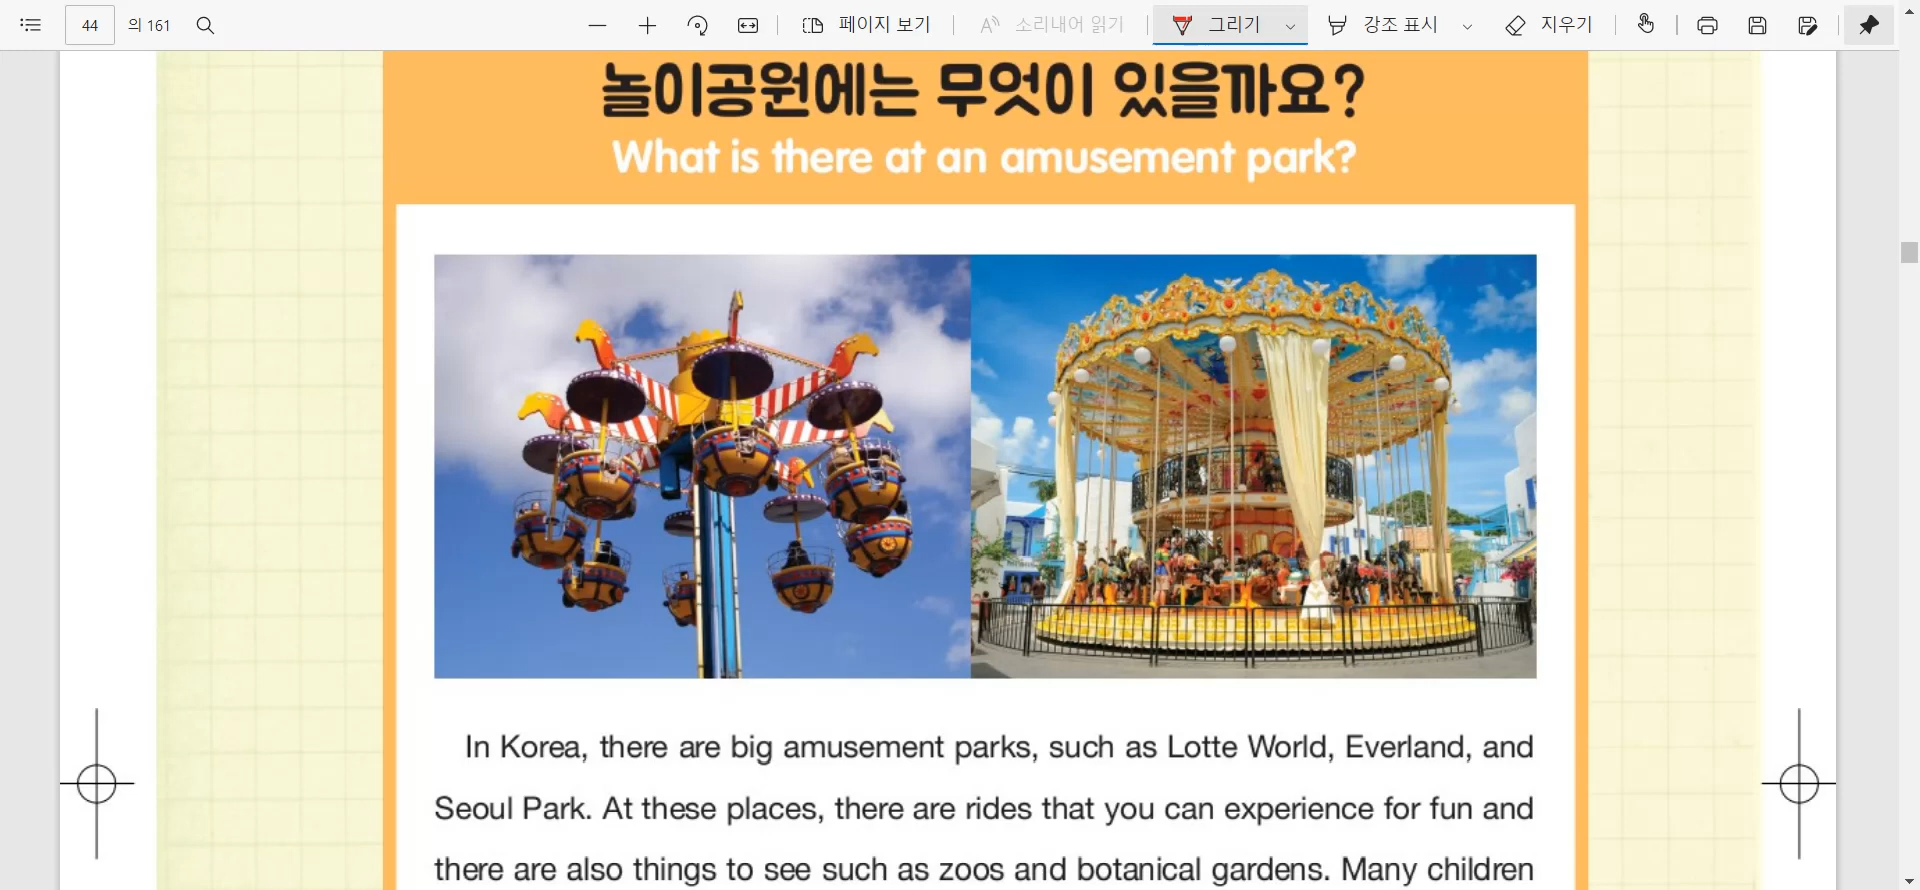 44 의 161 페이지 보기 소리내어 읽기 그리기 강조 표시 지우기
놀이공원에는 무엇이 있을까요?
What is there at an amusement park?
In Korea, there are big amusement parks, such as Lotte World, Everland, and
Seoul Park. At these places, there are rides that you can experience for fun and
there are also things to see such as zoos and botanical gardens. Many children